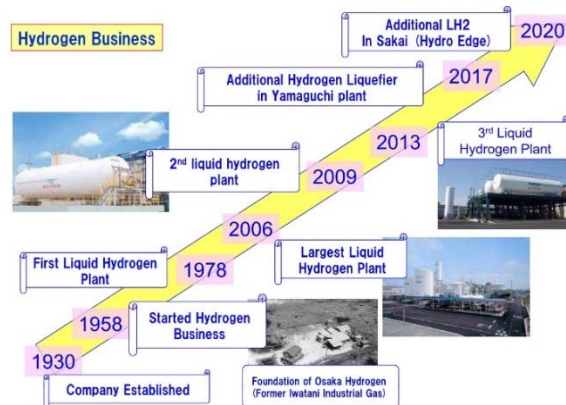 Hydrogen Business
Additional LH2
In Sakai (Hydro Edge)
2020
Additional Hydrogen Liquefier
in Yamaguchi plant
2017
2nd liquid hydrogen
plant
2013
3rd Liquid
Hydrogen Plant
2009
2006
First Liquid Hydrogen
Plant
1978
Largest Liquid
Hydrogen Plant
1958
Started Hydrogen
Business
1930
Company Established
Foundation of Osaka Hydrogen
(Former Iwatani Industrial Gas)